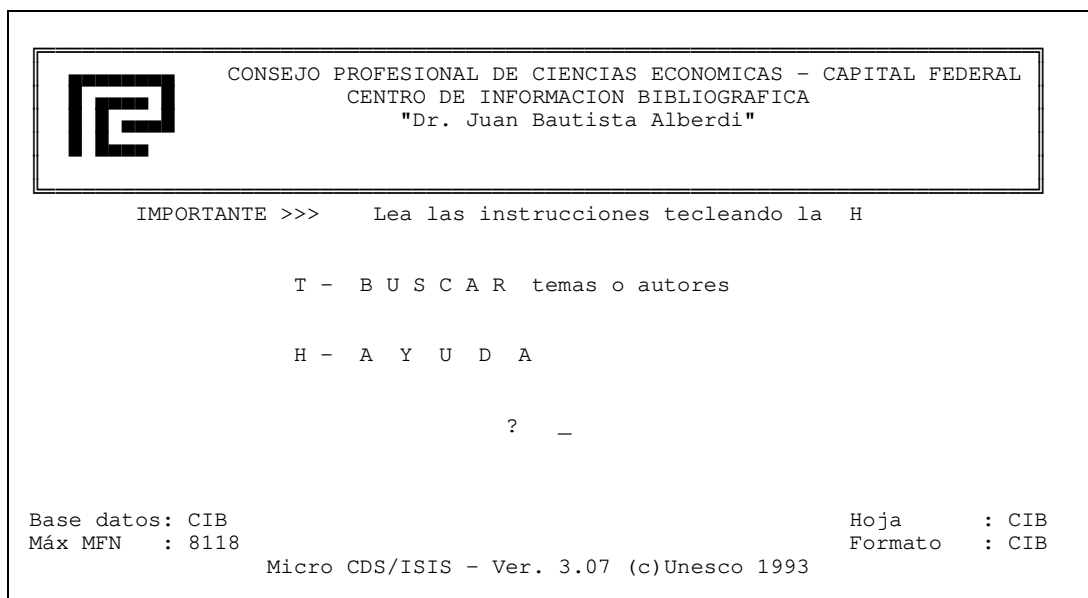 CONSEJO PROFESIONAL DE CIENCIAS ECONOMICAS - CAPITAL FEDERAL
CENTRO DE INFORMACION BIBLIOGRAFICA
"Dr. Juan Bautista Alberdi"
IMPORTANTE >>> Lea las instrucciones tecleando la H
T - B U S C A R temas o autores
H - A Y U D A
? _
Base datos: CIB Hoja : CIB
Máx MFN : 8118 Formato : CIB
Micro CDS/ISIS - Ver. 3.07 (c)Unesco 1993